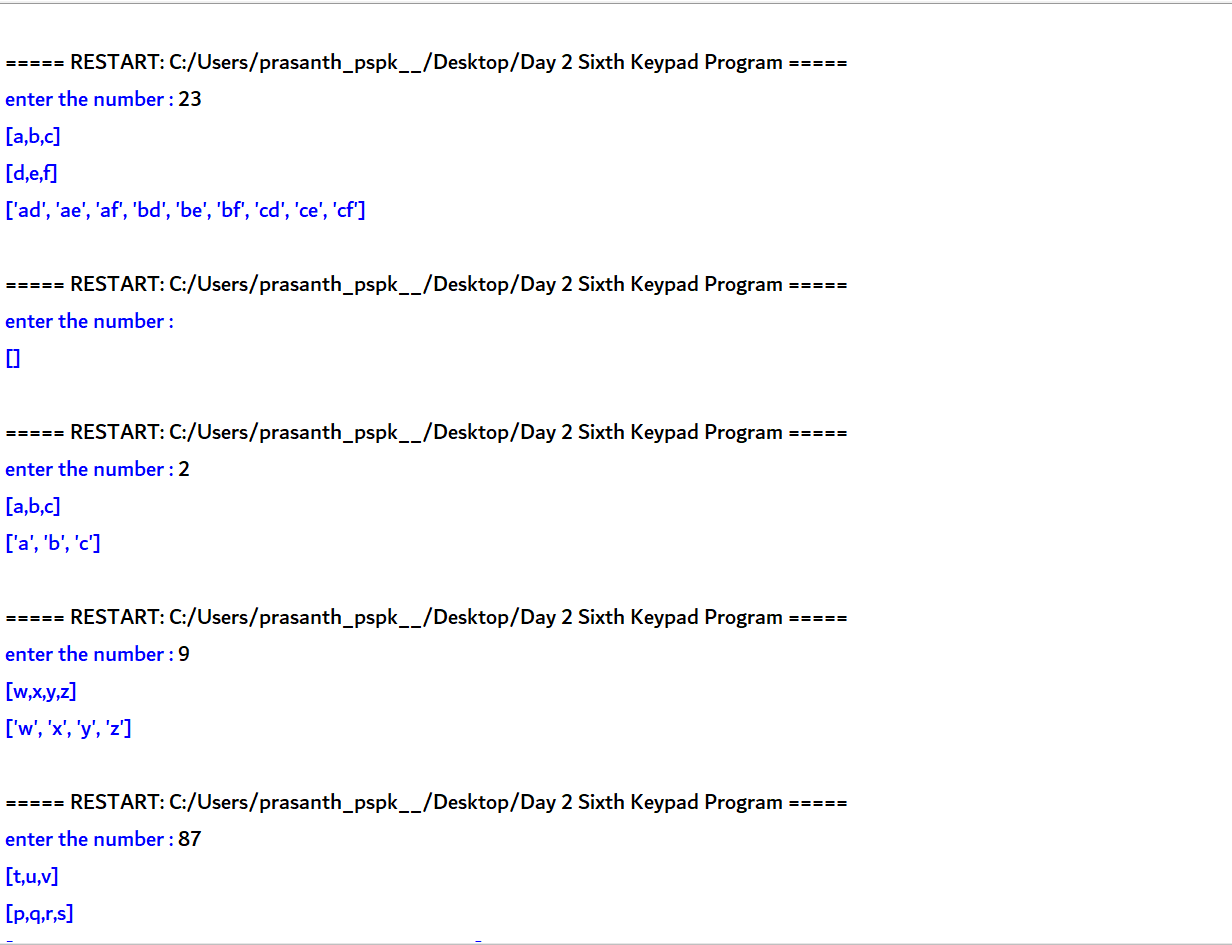 ===== RESTART: C:/Users/prasanth_pspk__/Desktop/Day 2 Sixth Keypad Program =====
enter the number : 23
[a,b,c]
[d,e,f]
['ad', 'ae', 'af', 'bd', 'be', 'bf', 'cd', 'ce', 'cf']
===== RESTART: C:/Users/prasanth_pspk__/Desktop/Day 2 Sixth Keypad Program =====
enter the number :
[]
===== RESTART: C:/Users/prasanth_pspk__/Desktop/Day 2 Sixth Keypad Program =====
enter the number : 2
[a,b,c]
['a', 'b', 'c']
===== RESTART: C:/Users/prasanth_pspk__/Desktop/Day 2 Sixth Keypad Program =====
enter the number : 9
[w,x,y,z]
['w', 'x', 'y', 'z']
===== RESTART: C:/Users/prasanth_pspk__/Desktop/Day 2 Sixth Keypad Program =====
enter the number : 87
[t,u,v]
[p,q,r,s]